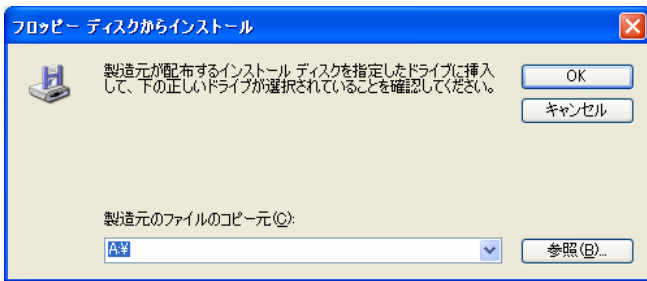 フロッピー ディスクからインストール
製造元が配布するインストール ディスクを指定したドライブに挿入
して、下の正しいドライブが選択されていることを確認してください。
OK
キャンセル
製造元のファイルのコピー元(C):
A:¥
参照(B)...